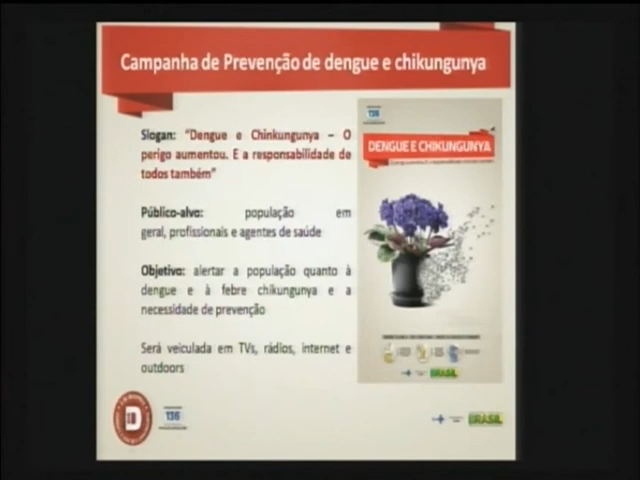 Campanha de Prevenção de dengue e chikungunya
Slogan: "Dengue e Chinkungunya – O
perigo aumentou. E a responsabilidade de
todos também"
Público-alvo: população em
geral, profissionais e agentes de saúde
Objetivo: alertar a população quanto à
dengue e à febre chikungunya e a
necessidade de prevenção
Será veiculada em TVs, rádios, internet e
outdoors
136
DENGUE E CHIKUNGUNYA
BRASIL
D
136
BRASIL